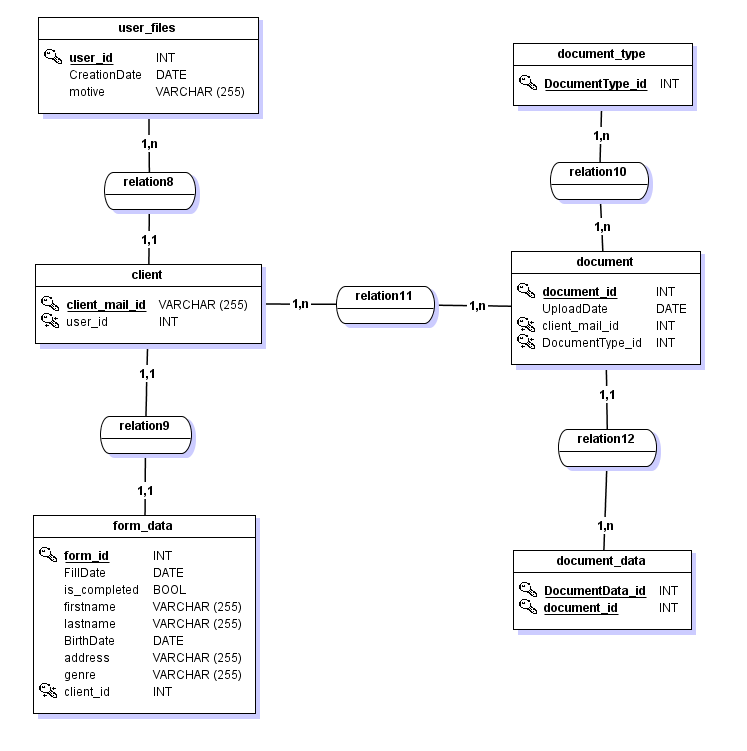 user_files
user_id INT
CreationDate DATE
motive VARCHAR (255)
1,n
relation8
1,1
client
client_mail_id VARCHAR (255)
user_id INT
1,1
relation9
1,1
form_data
form_id INT
FillDate DATE
is_completed BOOL
firstname VARCHAR (255)
lastname VARCHAR (255)
BirthDate DATE
address VARCHAR (255)
genre VARCHAR (255)
client_id INT
1,n
relation11
1,n
document_type
DocumentType_id INT
1,n
relation10
1,n
document
document_id INT
UploadDate DATE
client_mail_id INT
DocumentType_id INT
1,1
relation12
1,n
document_data
DocumentData_id INT
document_id INT